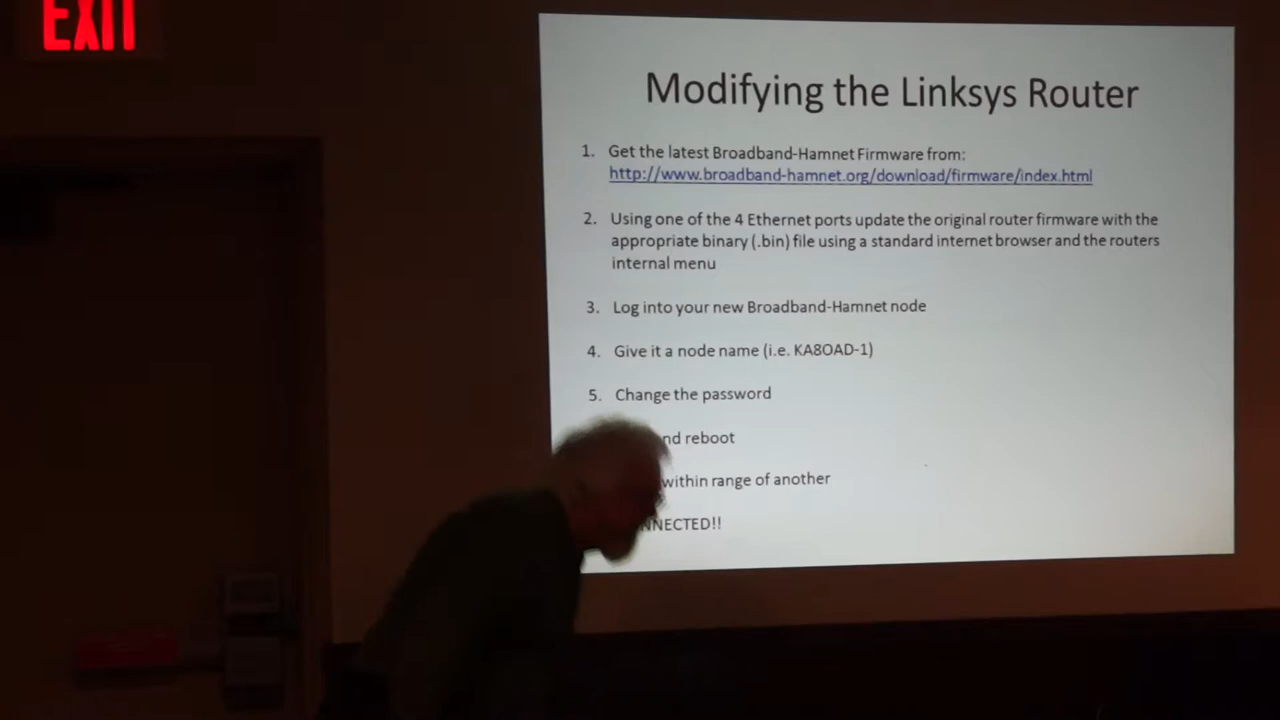 EXIT
Modifying the Linksys Router
1. Get the latest Broadband-Hamnet Firmware from:
http://www.broadband-hamnet.org/download/firmware/index.html
2. Using one of the 4 Ethernet ports update the original router firmware with the
appropriate binary (.bin) file using a standard internet browser and the routers
internal menu
3. Log into your new Broadband-Hamnet node
4. Give it a node name (i.e. KA8OAD-1)
5. Change the password
reboot
within range of another